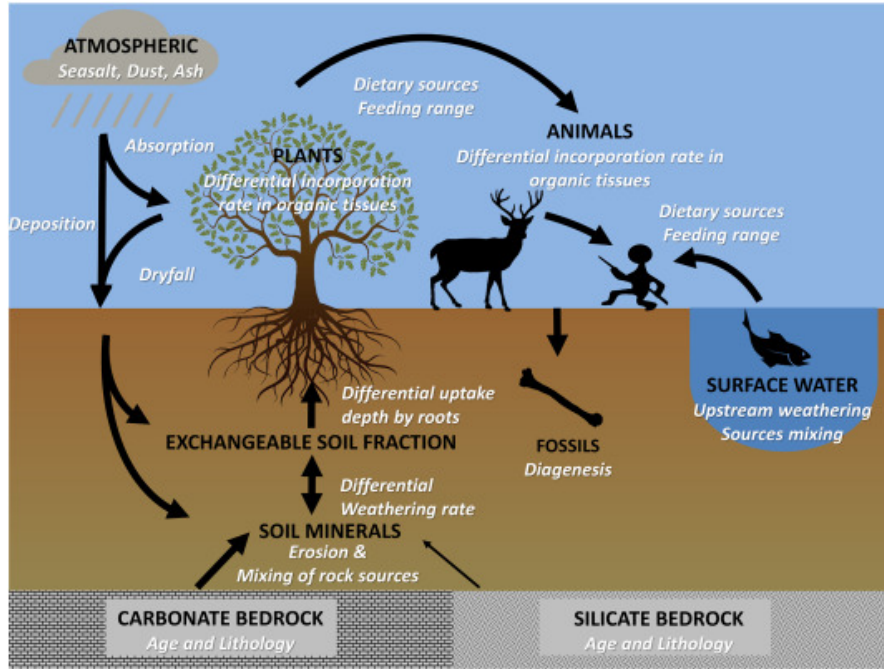 ATMOSPHERIC
Seasalt, Dust, Ash
Absorption
Deposition
Dryfall
PLANTS
Differential incorporation
rate in organic tissues
Dietary sources
Feeding range
ANIMALS
Differential incorporation rate in
organic tissues
Dietary sources
Feeding range
SURFACE WATER
Upstream weathering
Sources mixing
Differential uptake
depth by roots
EXCHANGEABLE SOIL FRACTION
FOSSILS
Diagenesis
Differential
Weathering rate
SOIL MINERALS
Erosion &
Mixing of rock sources
CARBONATE BEDROCK
Age and Lithology
SILICATE BEDROCK
Age and Lithology